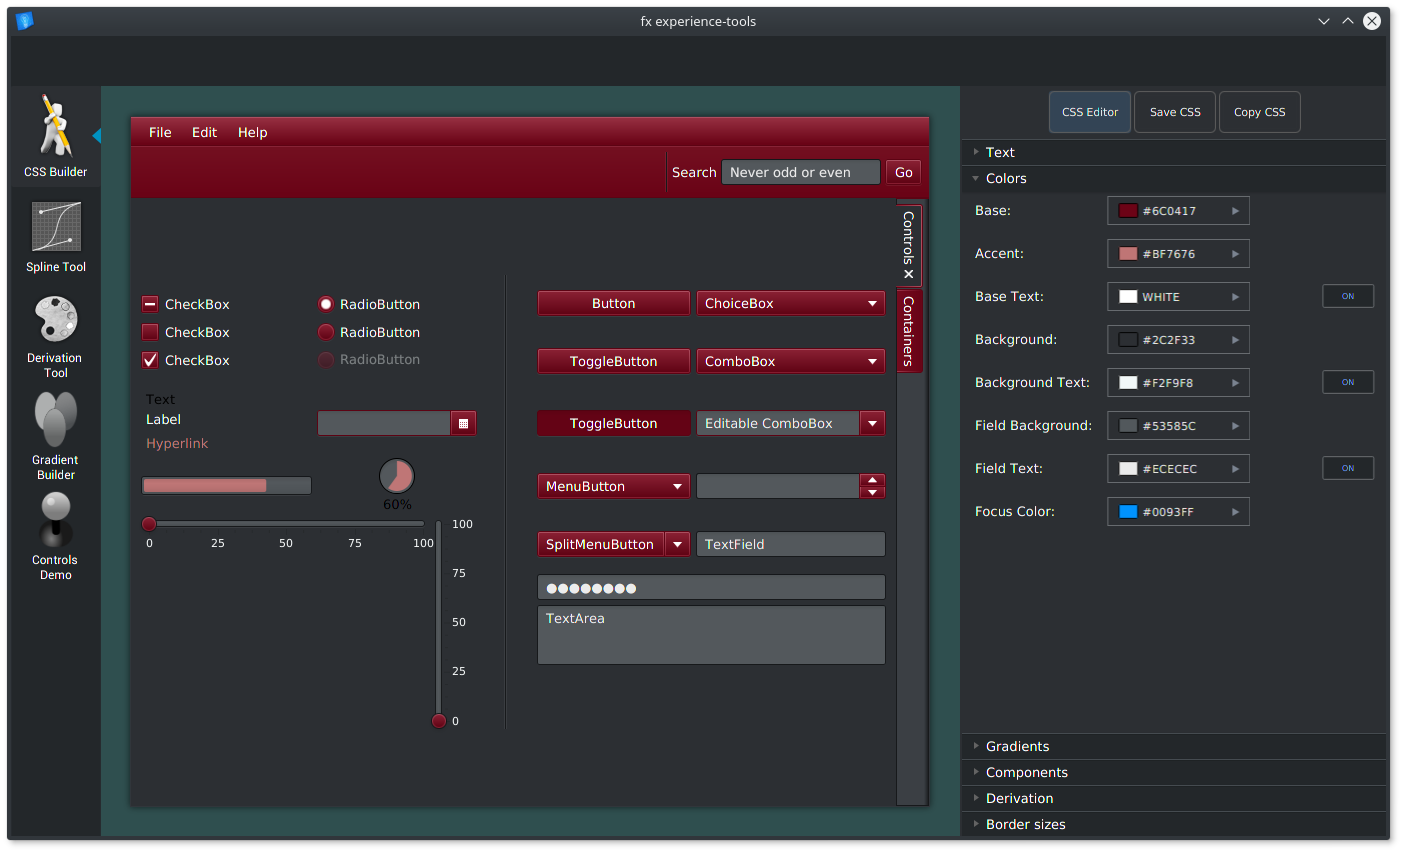 fx experience-tools
CSS Builder
Spline Tool
Derivation
Tool
Gradient
Builder
Controls
Demo
File Edit Help
Search Never odd or even Go
Controls
Containers
CheckBox RadioButton
CheckBox RadioButton
CheckBox RadioButton
Text
Label
Hyperlink
60%
0 25 50 75 100
100
75
50
25
0
Button ChoiceBox
ToggleButton ComboBox
ToggleButton Editable ComboBox
MenuButton
SplitMenuButton TextField
TextArea
CSS Editor Save CSS Copy CSS
Text
Colors
Base: #6C0417
Accent: #BF7676
Base Text: WHITE ON
Background: #2C2F33
Background Text: #F2F9F8 ON
Field Background: #53585C
Field Text: #ECECEC ON
Focus Color: #0093FF
Gradients
Components
Derivation
Border sizes